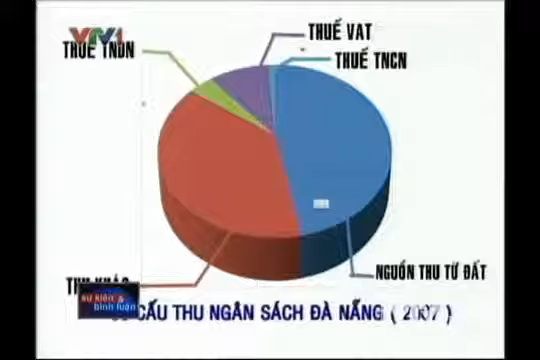 VTV1
THUẾ TNDN
THUẾ VAT
THUẾ TNCN
NGUỒN THU TỪ ĐẤT
sự kiện &
bình luận
CẤU THU NGÂN SÁCH ĐÀ NẴNG ( 2007 )